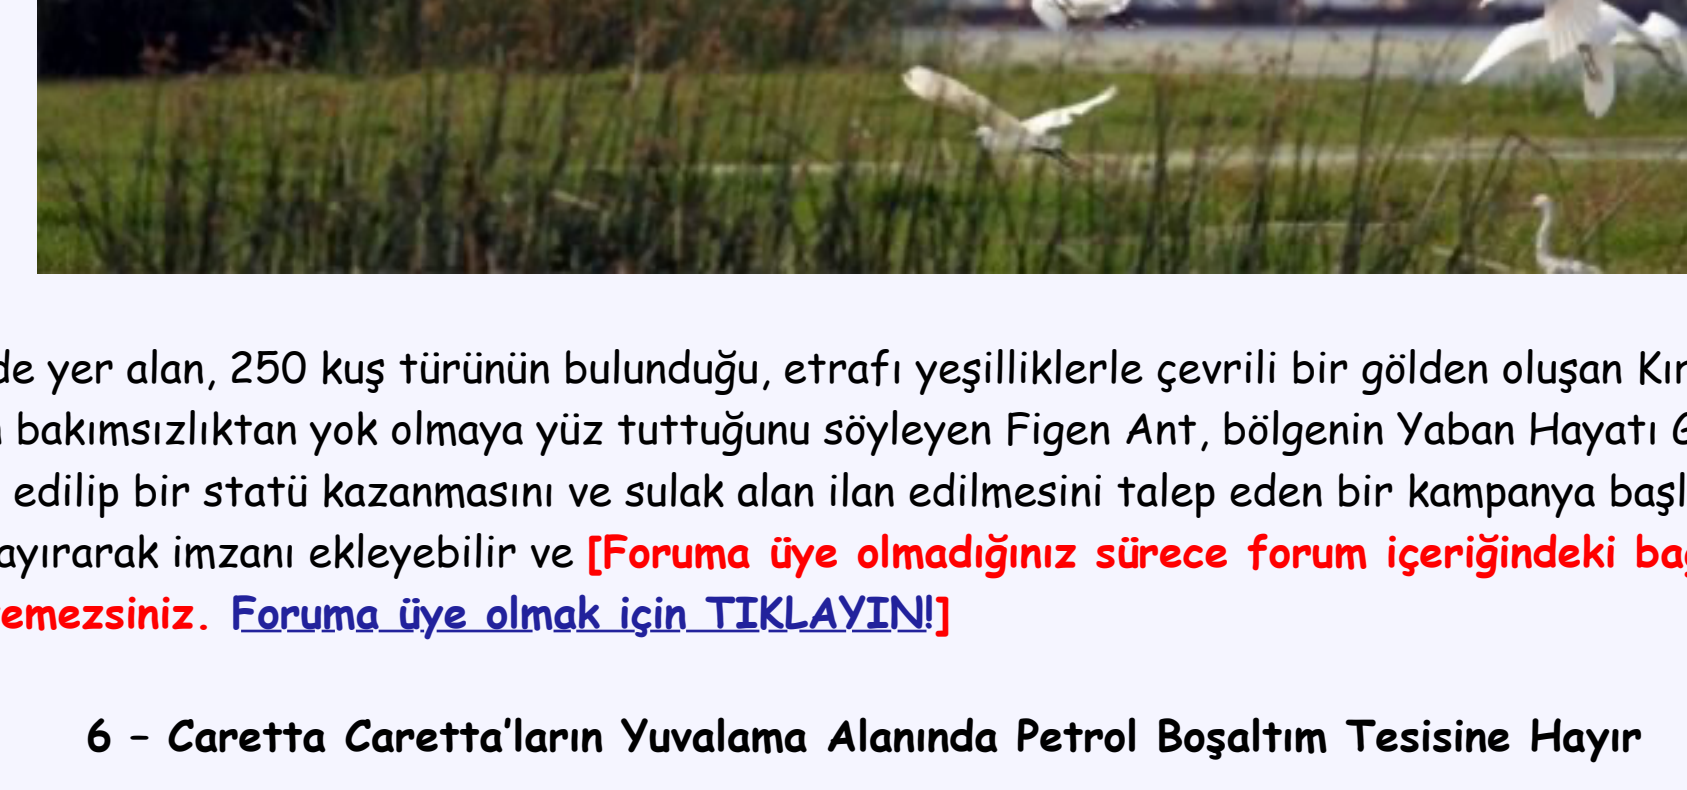 de yer alan, 250 kuş türünün bulunduğu, etrafı yeşilliklerle çevrili bir gölden oluşan
bakımsızlıktan yok olmaya yüz tuttuğunu söyleyen Figen Ant, bölgenin Yaban Hayatı
edilip bir statü kazanmasını ve sulak alan ilan edilmesini talep eden bir kampanya
ayırarak imzanı ekleyebilir ve [Foruma üye olmadığınız sürece forum içeriğindeki
emezsiniz. Foruma üye olmak için TIKLAYIN!]
6 – Caretta Caretta’ların Yuvalama Alanında Petrol Boşaltım Tesisine Hayır